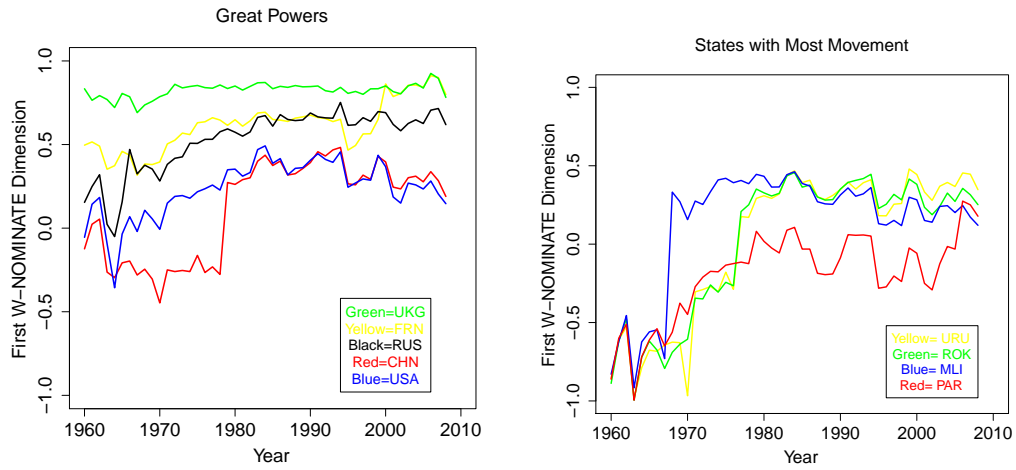 Great Powers
First W−NOMINATE Dimension
1.0
0.5
0.0
−0.5
−1.0
Green=UKG
Yellow=FRN
Black=RUS
Red=CHN
Blue=USA
1960 1970 1980 1990 2000 2010
Year
States with Most Movement
First W−NOMINATE Dimension
1.0
0.5
0.0
−0.5
−1.0
Yellow= URU
Green= ROK
Blue= MLI
Red= PAR
1960 1970 1980 1990 2000 2010
Year